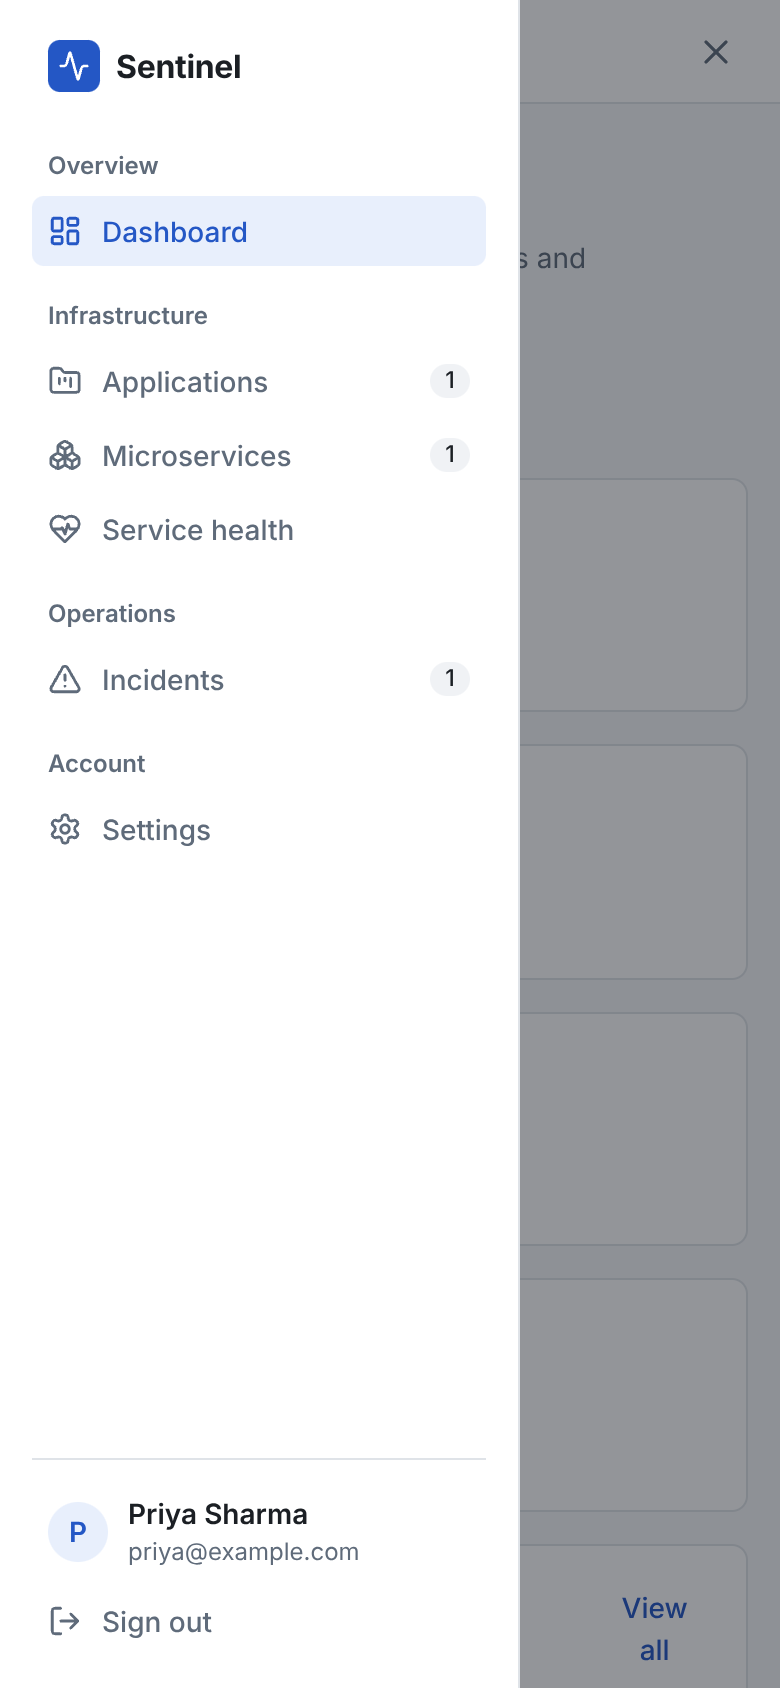 Sentinel
Overview
Dashboard
s and
Infrastructure
Applications 1
Microservices 1
Service health
Operations
Incidents 1
Account
Settings
Priya Sharma
P
priya@example.com
Sign out
View
all